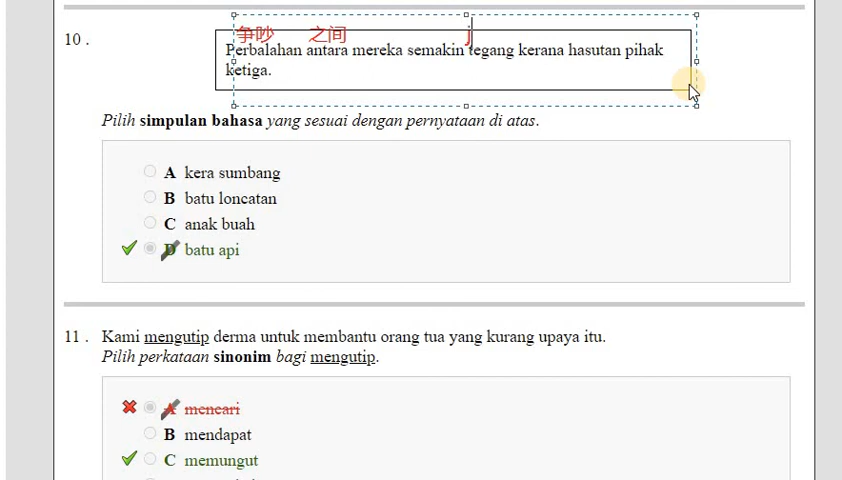 争吵 之间 j
10 .
Perbalahan antara mereka semakin tegang kerana hasutan pihak
ketiga.
Pilih simpulan bahasa yang sesuai dengan pernyataan di atas.
A kera sumbang
B batu loncatan
C anak buah
D batu api
11 . Kami mengutip derma untuk membantu orang tua yang kurang upaya itu.
Pilih perkataan sinonim bagi mengutip.
A mencari
B mendapat
C memungut